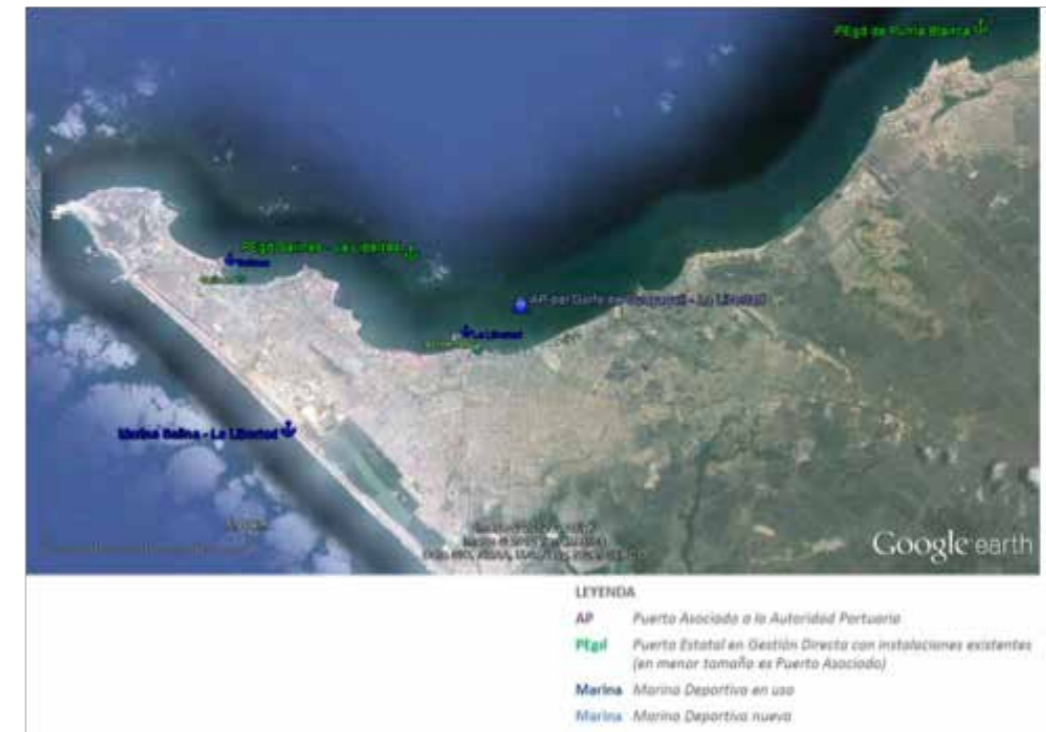 PEgd de Punta Blanca
PEgd Salinas - La Libertad
Salinas
AP del Golfo de Guayaquil - La Libertad
La Libertad
Marina Salina - La Libertad
Google earth
LEYENDA
AP Puerto Asociado a la Autoridad Portuaria
PEgd Puerto Estatal en Gestión Directa con instalaciones existentes
(en menor tamaño es Puerto Asociado)
Marina Marina Deportiva en uso
Marina Marina Deportiva nueva